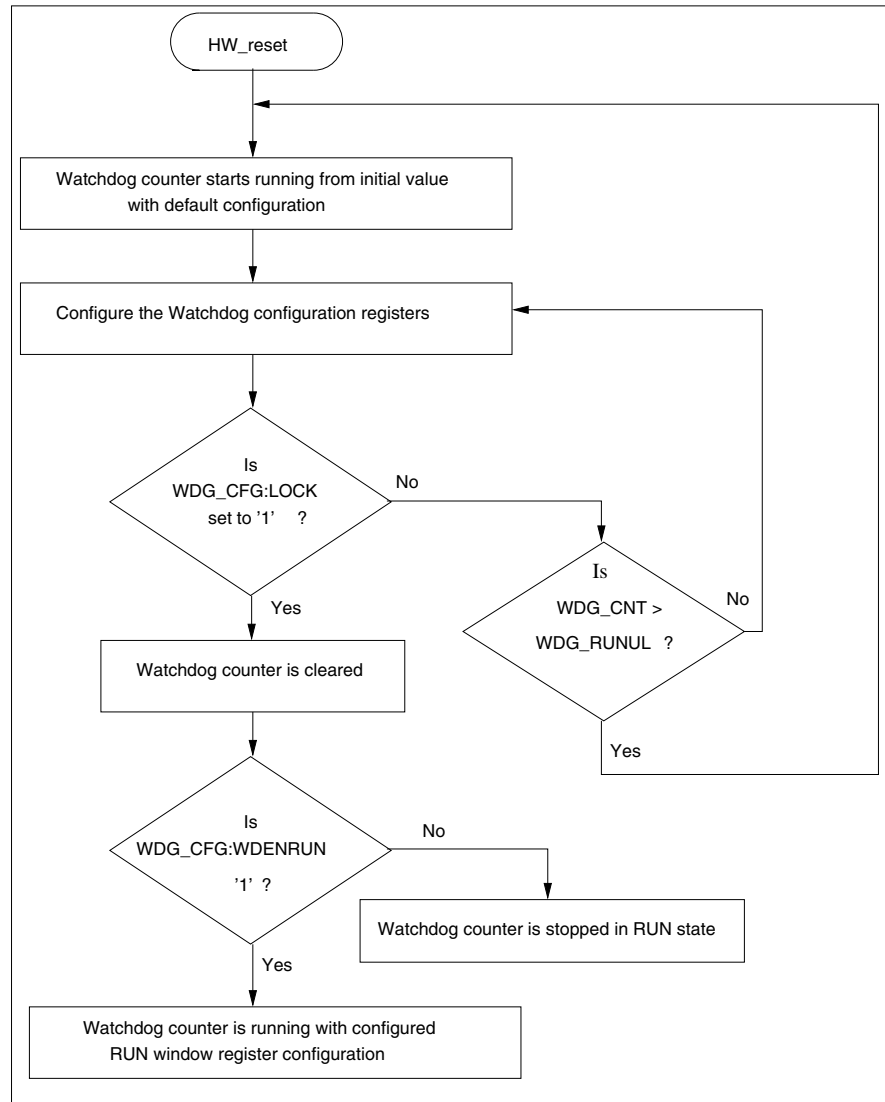 HW_reset
Watchdog counter starts running from initial value
with default configuration
Configure the Watchdog configuration registers
Is
WDG_CFG:LOCK
set to '1' ?
No
Yes
Is
WDG_CNT >
WDG_RUNUL ?
No
Yes
Watchdog counter is cleared
Is
WDG_CFG:WDENRUN
'1' ?
No
Watchdog counter is stopped in RUN state
Yes
Watchdog counter is running with configured
RUN window register configuration